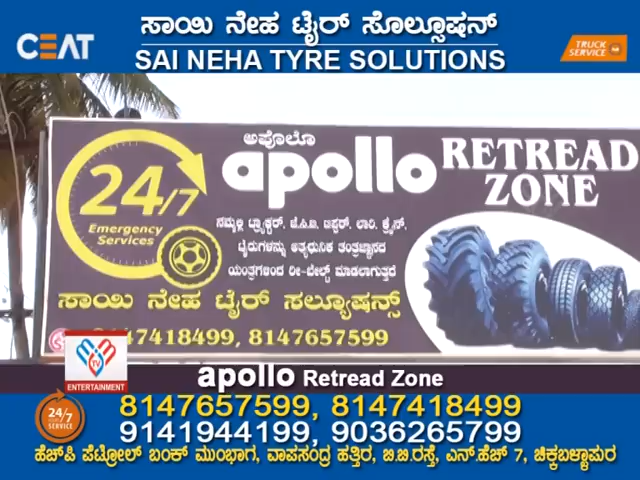 CEAT
ಸಾಯಿ ನೇಹ ಟೈರ್ ಸೊಲ್ಯೂಷನ್
SAI NEHA TYRE SOLUTIONS
TRUCK SERVICE
24/7
Emergency
Services
ಅಪೊಲೊ
apollo
RETREAD
ZONE
ನಮ್ಮಲ್ಲಿ ಟ್ರ್ಯಾಕ್ಟರ್, ಜೆ.ಸಿ.ಬಿ, ಟಿಪ್ಪರ್, ಲಾರಿ, ಕ್ರೈನ್,
ಟೈರುಗಳನ್ನು ಅತ್ಯಧುನಿಕ ತಂತ್ರಜ್ಞಾನದ
ಯಂತ್ರಗಳಿಂದ ರೀ-ಬೇಲ್ಟ್ ಮಾಡಲಾಗುತ್ತದೆ
ಸಾಯಿ ನೇಹ ಟೈರ್ ಸಲ್ಯೂಷನ್ಸ್
8147418499, 8147657599
TV
ENTERTAINMENT
apollo Retread Zone
24/7
SERVICE
8147657599, 8147418499
9141944199, 9036265799
ಹೆಚ್‌ಪಿ ಪೆಟ್ರೋಲ್ ಬಂಕ್ ಮುಂಭಾಗ, ವಾಪಸಂದ್ರ ಹತ್ತಿರ, ಬಿ.ಬಿ.ರಸ್ತೆ, ಎನ್.ಹೆಚ್ 7, ಚಿಕ್ಕಬಳ್ಳಾಪುರ